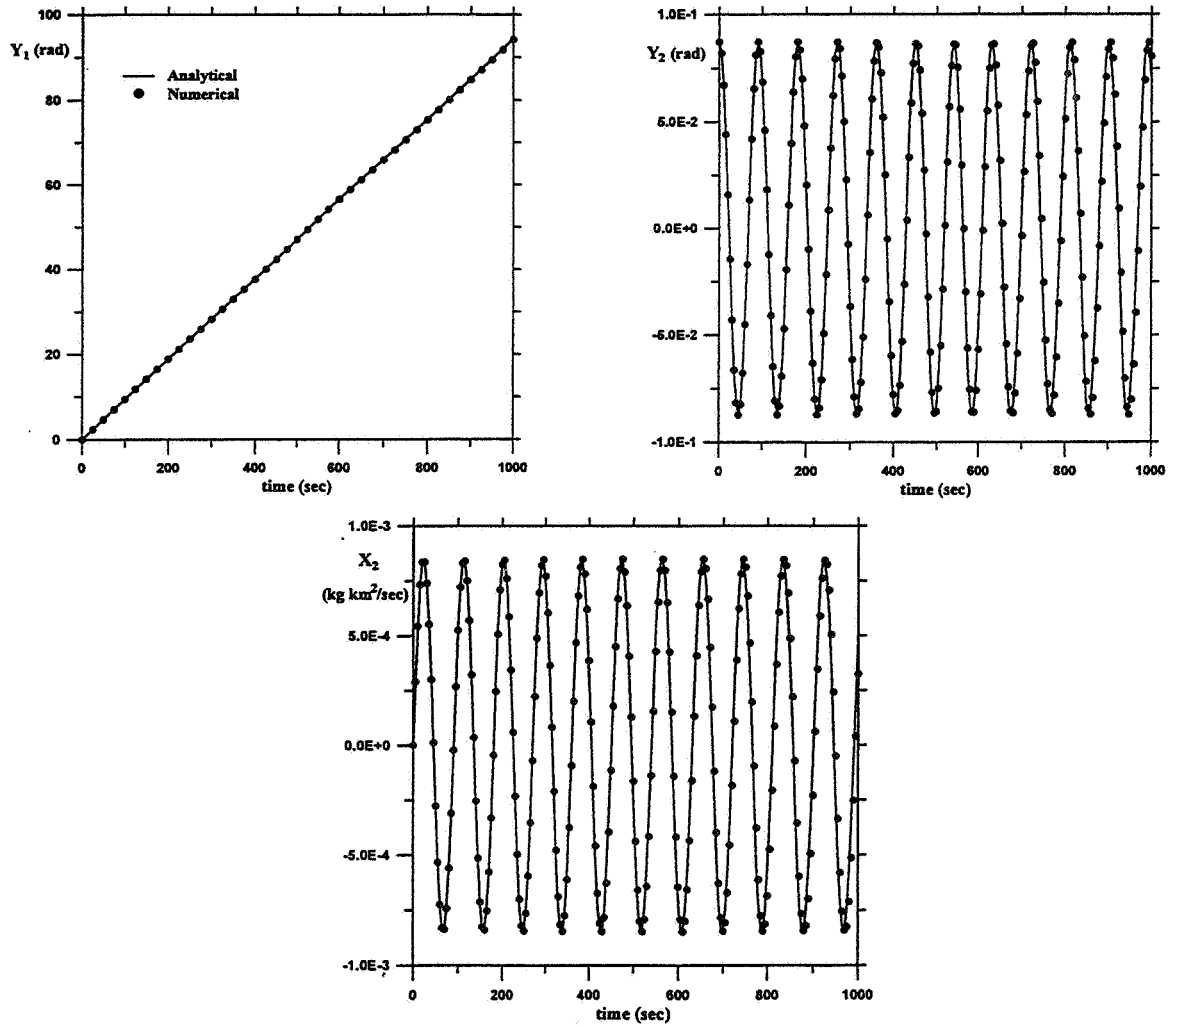 100
Y1 (rad)
Analytical
Numerical
80
60
40
20
0
0 200 400 600 800 1000
time (sec)
1.0E-1
Y2 (rad)
5.0E-2
0.0E+0
-5.0E-2
-1.0E-1
0 200 400 600 800 1000
time (sec)
1.0E-3
X2
(kg km2/sec)
5.0E-4
0.0E+0
-5.0E-4
-1.0E-3
0 200 400 600 800 1000
time (sec)